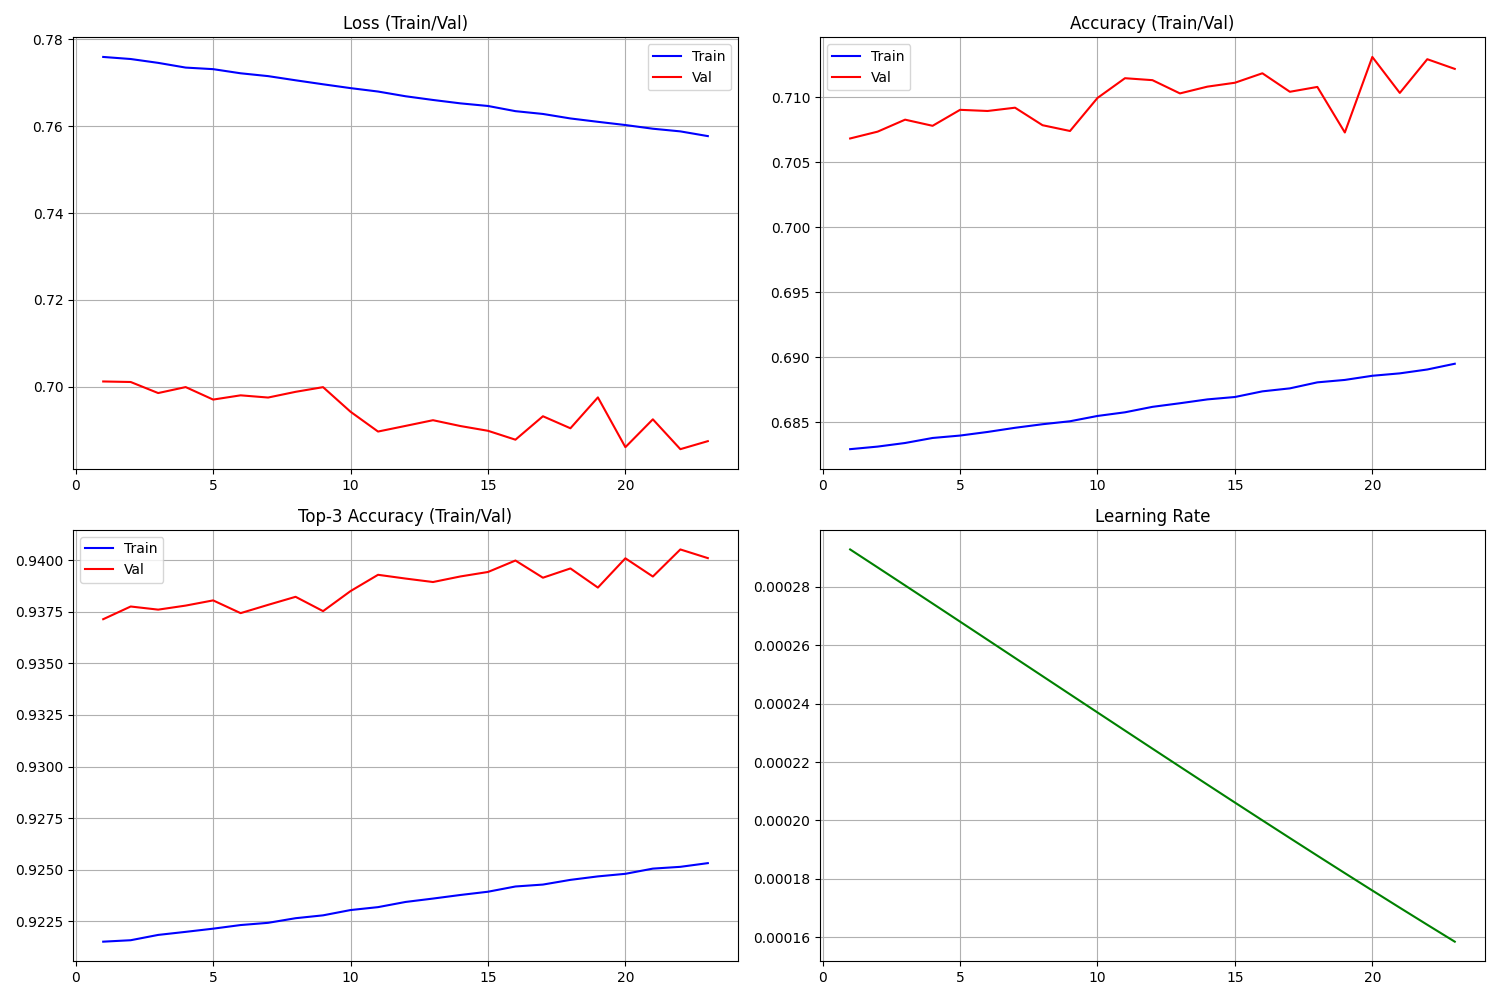 Loss (Train/Val)
0.78
0.76
0.74
0.72
0.70
0 5 10 15 20
Train
Val
Accuracy (Train/Val)
0.710
0.705
0.700
0.695
0.690
0.685
0 5 10 15 20
Train
Val
Top-3 Accuracy (Train/Val)
0.9400
0.9375
0.9350
0.9325
0.9300
0.9275
0.9250
0.9225
0 5 10 15 20
Train
Val
Learning Rate
0.00028
0.00026
0.00024
0.00022
0.00020
0.00018
0.00016
0 5 10 15 20